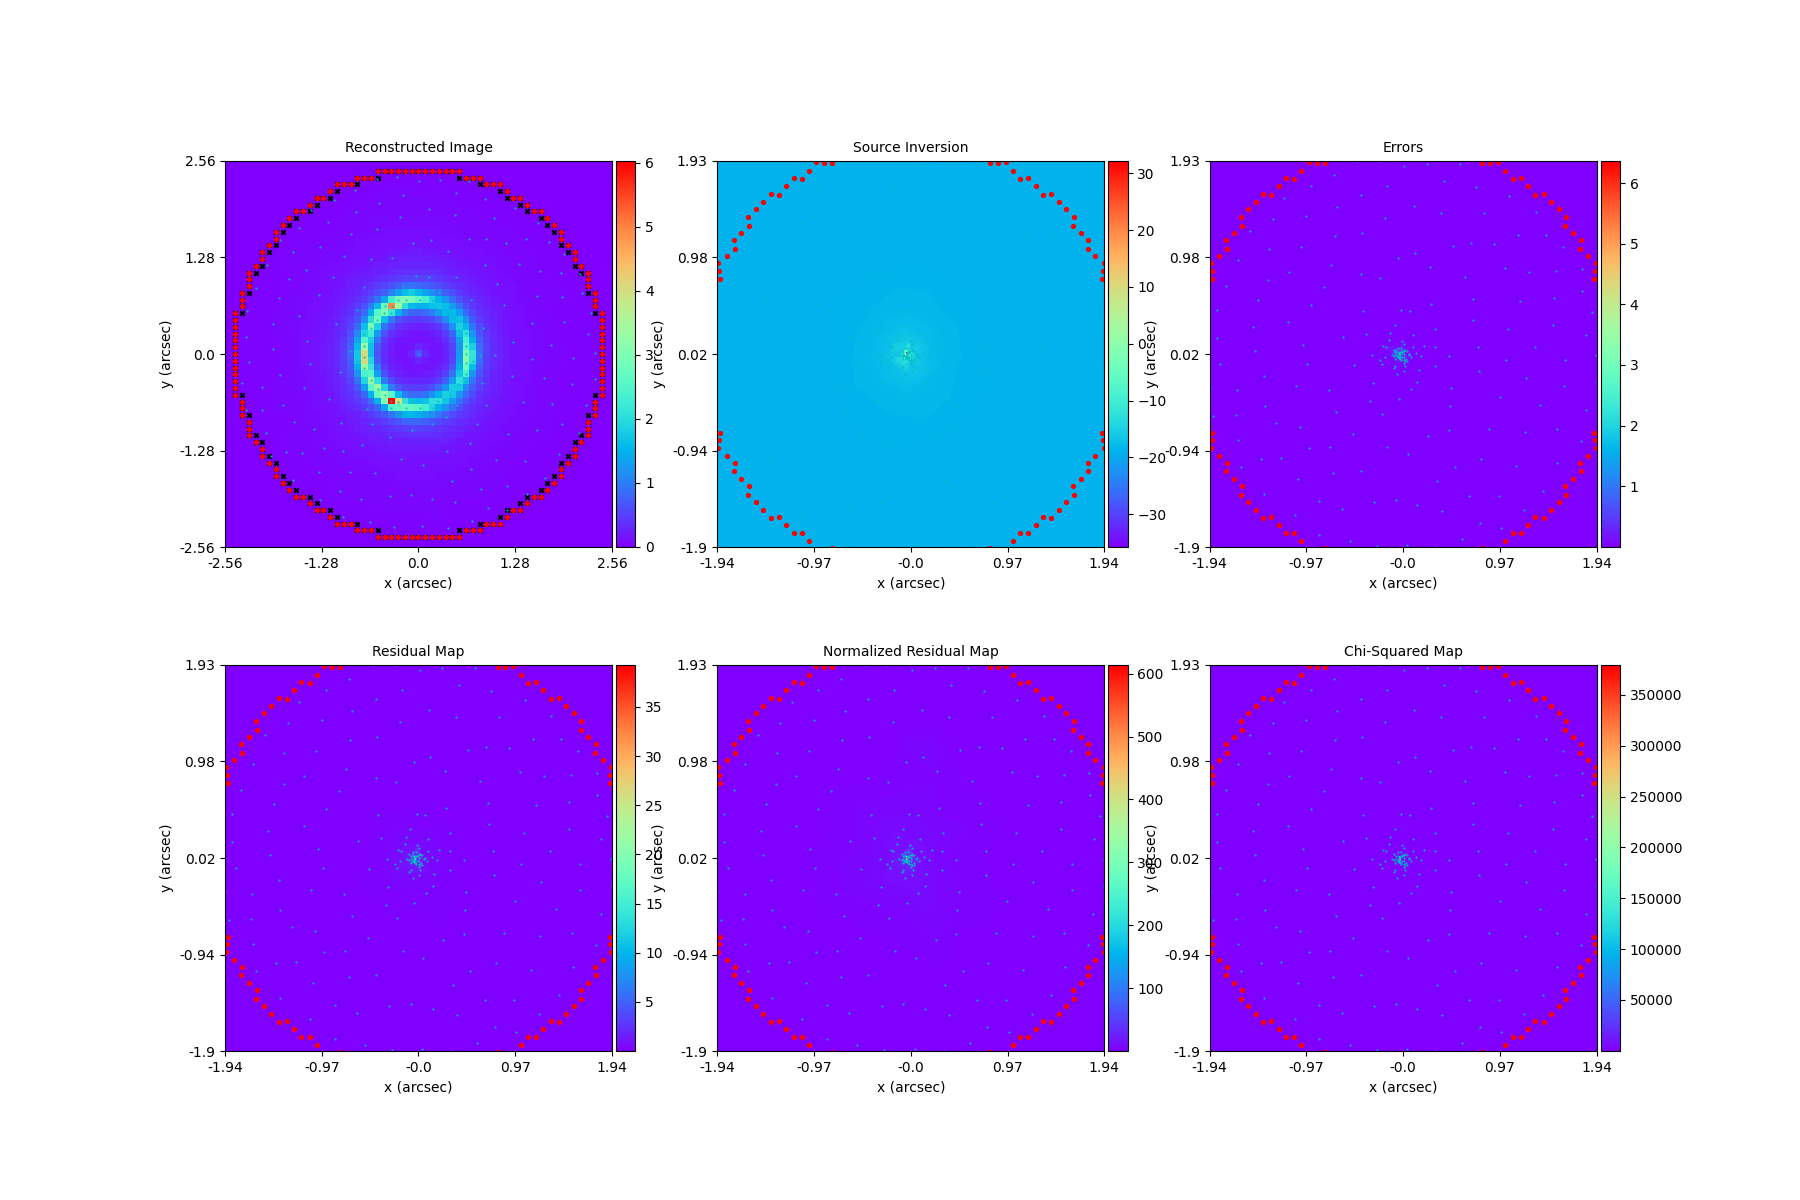 Reconstructed Image
2.56
1.28
0.0
-1.28
-2.56
y (arcsec)
-2.56 -1.28 0.0 1.28 2.56
x (arcsec)
6
5
4
3
2
1
0
Source Inversion
1.93
0.98
0.02
-0.94
-1.9
y (arcsec)
-1.94 -0.97 -0.0 0.97 1.94
x (arcsec)
30
20
10
0
−10
−20
−30
Errors
1.93
0.98
0.02
-0.94
-1.9
y (arcsec)
-1.94 -0.97 -0.0 0.97 1.94
x (arcsec)
6
5
4
3
2
1
Residual Map
1.93
0.98
0.02
-0.94
-1.9
y (arcsec)
-1.94 -0.97 -0.0 0.97 1.94
x (arcsec)
35
30
25
20
15
10
5
Normalized Residual Map
1.93
0.98
0.02
-0.94
-1.9
y (arcsec)
-1.94 -0.97 -0.0 0.97 1.94
x (arcsec)
600
500
400
300
200
100
Chi-Squared Map
1.93
0.98
0.02
-0.94
-1.9
y (arcsec)
-1.94 -0.97 -0.0 0.97 1.94
x (arcsec)
350000
300000
250000
200000
150000
100000
50000